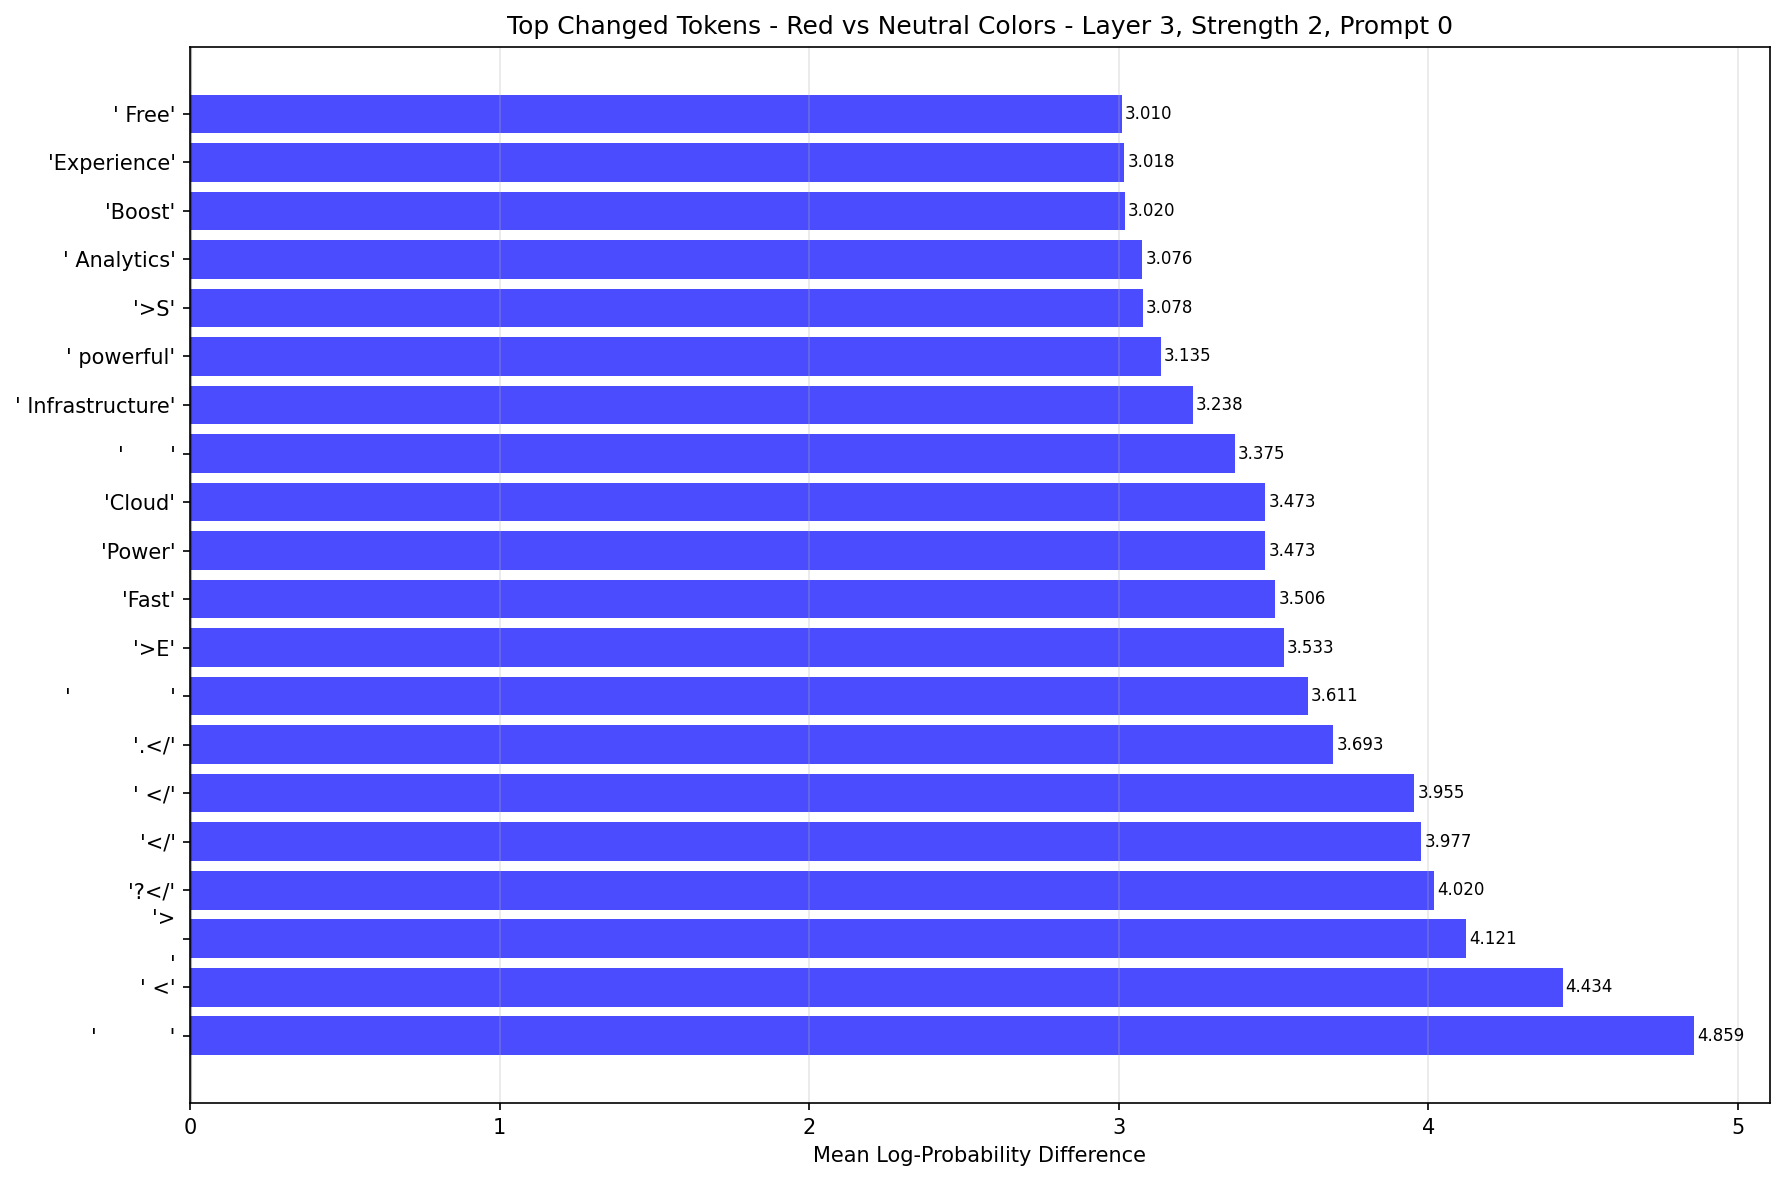 Top Changed Tokens - Red vs Neutral Colors - Layer 3, Strength 2, Prompt 0
' Free' 3.010
'Experience' 3.018
'Boost' 3.020
' Analytics' 3.076
'>S' 3.078
' powerful' 3.135
' Infrastructure' 3.238
'        ' 3.375
'Cloud' 3.473
'Power' 3.473
'Fast' 3.506
'>E' 3.533
'                 ' 3.611
'.</' 3.693
' </' 3.955
'</' 3.977
'?</' 4.020
'>
' 4.121
' <' 4.434
'            ' 4.859
0 1 2 3 4 5
Mean Log-Probability Difference